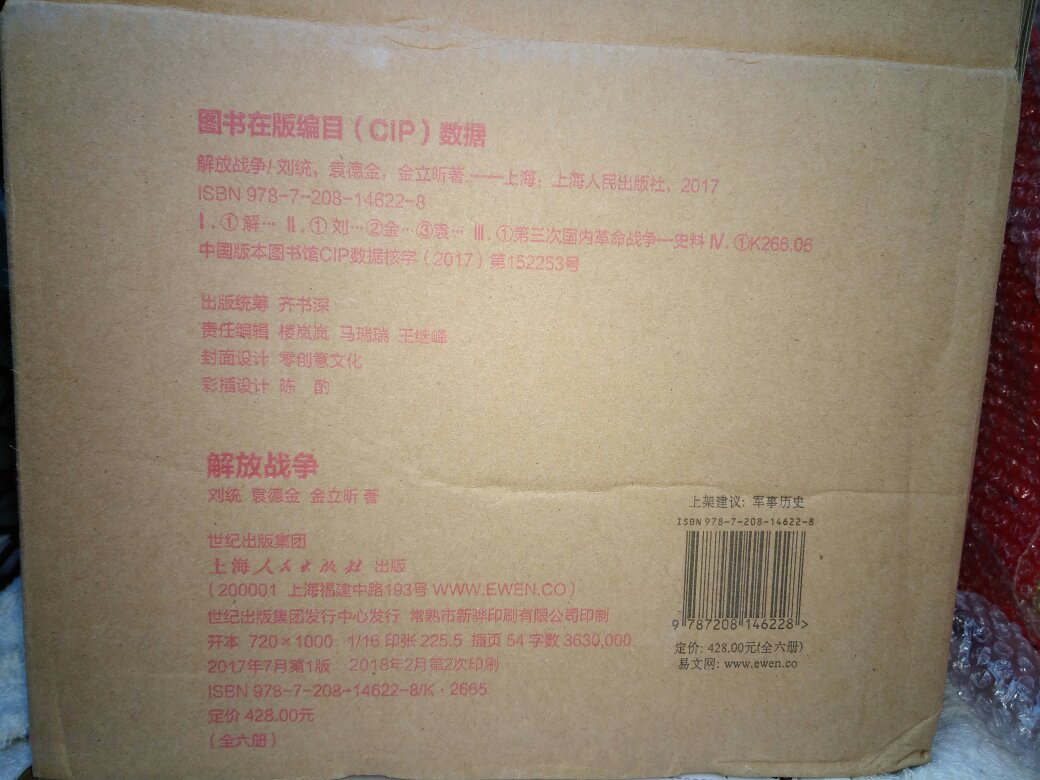 图书在版编目（CIP）数据
解放战争/刘统，袁德金，金立昕著.——上海：上海人民出版社，2017
ISBN 978-7-208-14622-8
Ⅰ.①解… Ⅱ.①刘…②金…③袁… Ⅲ.①第三次国内革命战争—史料 Ⅳ.①K266.06
中国版本图书馆CIP数据核字（2017）第152253号
出版统筹 齐书深
责任编辑 楼岚岚 马瑞瑞 王继峰
封面设计 零创意文化
彩插设计 陈 酌
解放战争
刘统 袁德金 金立昕 著
世纪出版集团
上海人民出版社 出版
（200001 上海福建中路193号 WWW.EWEN.CO）
世纪出版集团发行中心发行 常熟市新骅印刷有限公司印制
开本 720×1000 1/16 印张 225.5 插页 54 字数 3630,000
2017年7月第1版 2018年2月第2次印刷
ISBN 978-7-208-14622-8/K·2665
定价 428.00元
（全六册）
上架建议：军事历史
ISBN 978-7-208-14622-8
9 787208 146228 >
定价: 428.00元(全六册)
易文网: www.ewen.co